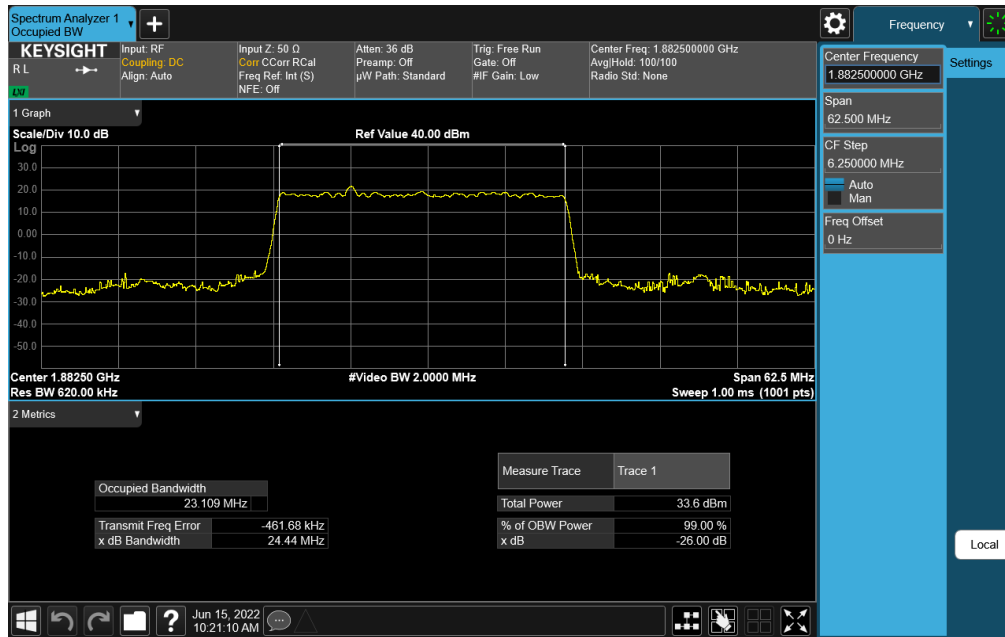 Spectrum Analyzer 1
Occupied BW
Frequency
KEYSIGHT
R L
LXI
Input: RF
Coupling: DC
Align: Auto
Input Z: 50 Ω
Corr CCorr RCal
Freq Ref: Int (S)
NFE: Off
Atten: 36 dB
Preamp: Off
µW Path: Standard
Trig: Free Run
Gate: Off
#IF Gain: Low
Center Freq: 1.882500000 GHz
Avg|Hold: 100/100
Radio Std: None
Center Frequency
1.882500000 GHz
Settings
Span
62.500 MHz
CF Step
6.250000 MHz
Auto
Man
Freq Offset
0 Hz
Local
1 Graph
Scale/Div 10.0 dB
Ref Value 40.00 dBm
Log
30.0
20.0
10.0
0.00
-10.0
-20.0
-30.0
-40.0
-50.0
Center 1.88250 GHz
#Video BW 2.0000 MHz
Span 62.5 MHz
Res BW 620.00 kHz
Sweep 1.00 ms (1001 pts)
2 Metrics
Occupied Bandwidth
23.109 MHz
Transmit Freq Error -461.68 kHz
x dB Bandwidth 24.44 MHz
Measure Trace Trace 1
Total Power 33.6 dBm
% of OBW Power 99.00 %
x dB -26.00 dB
Jun 15, 2022
10:21:10 AM